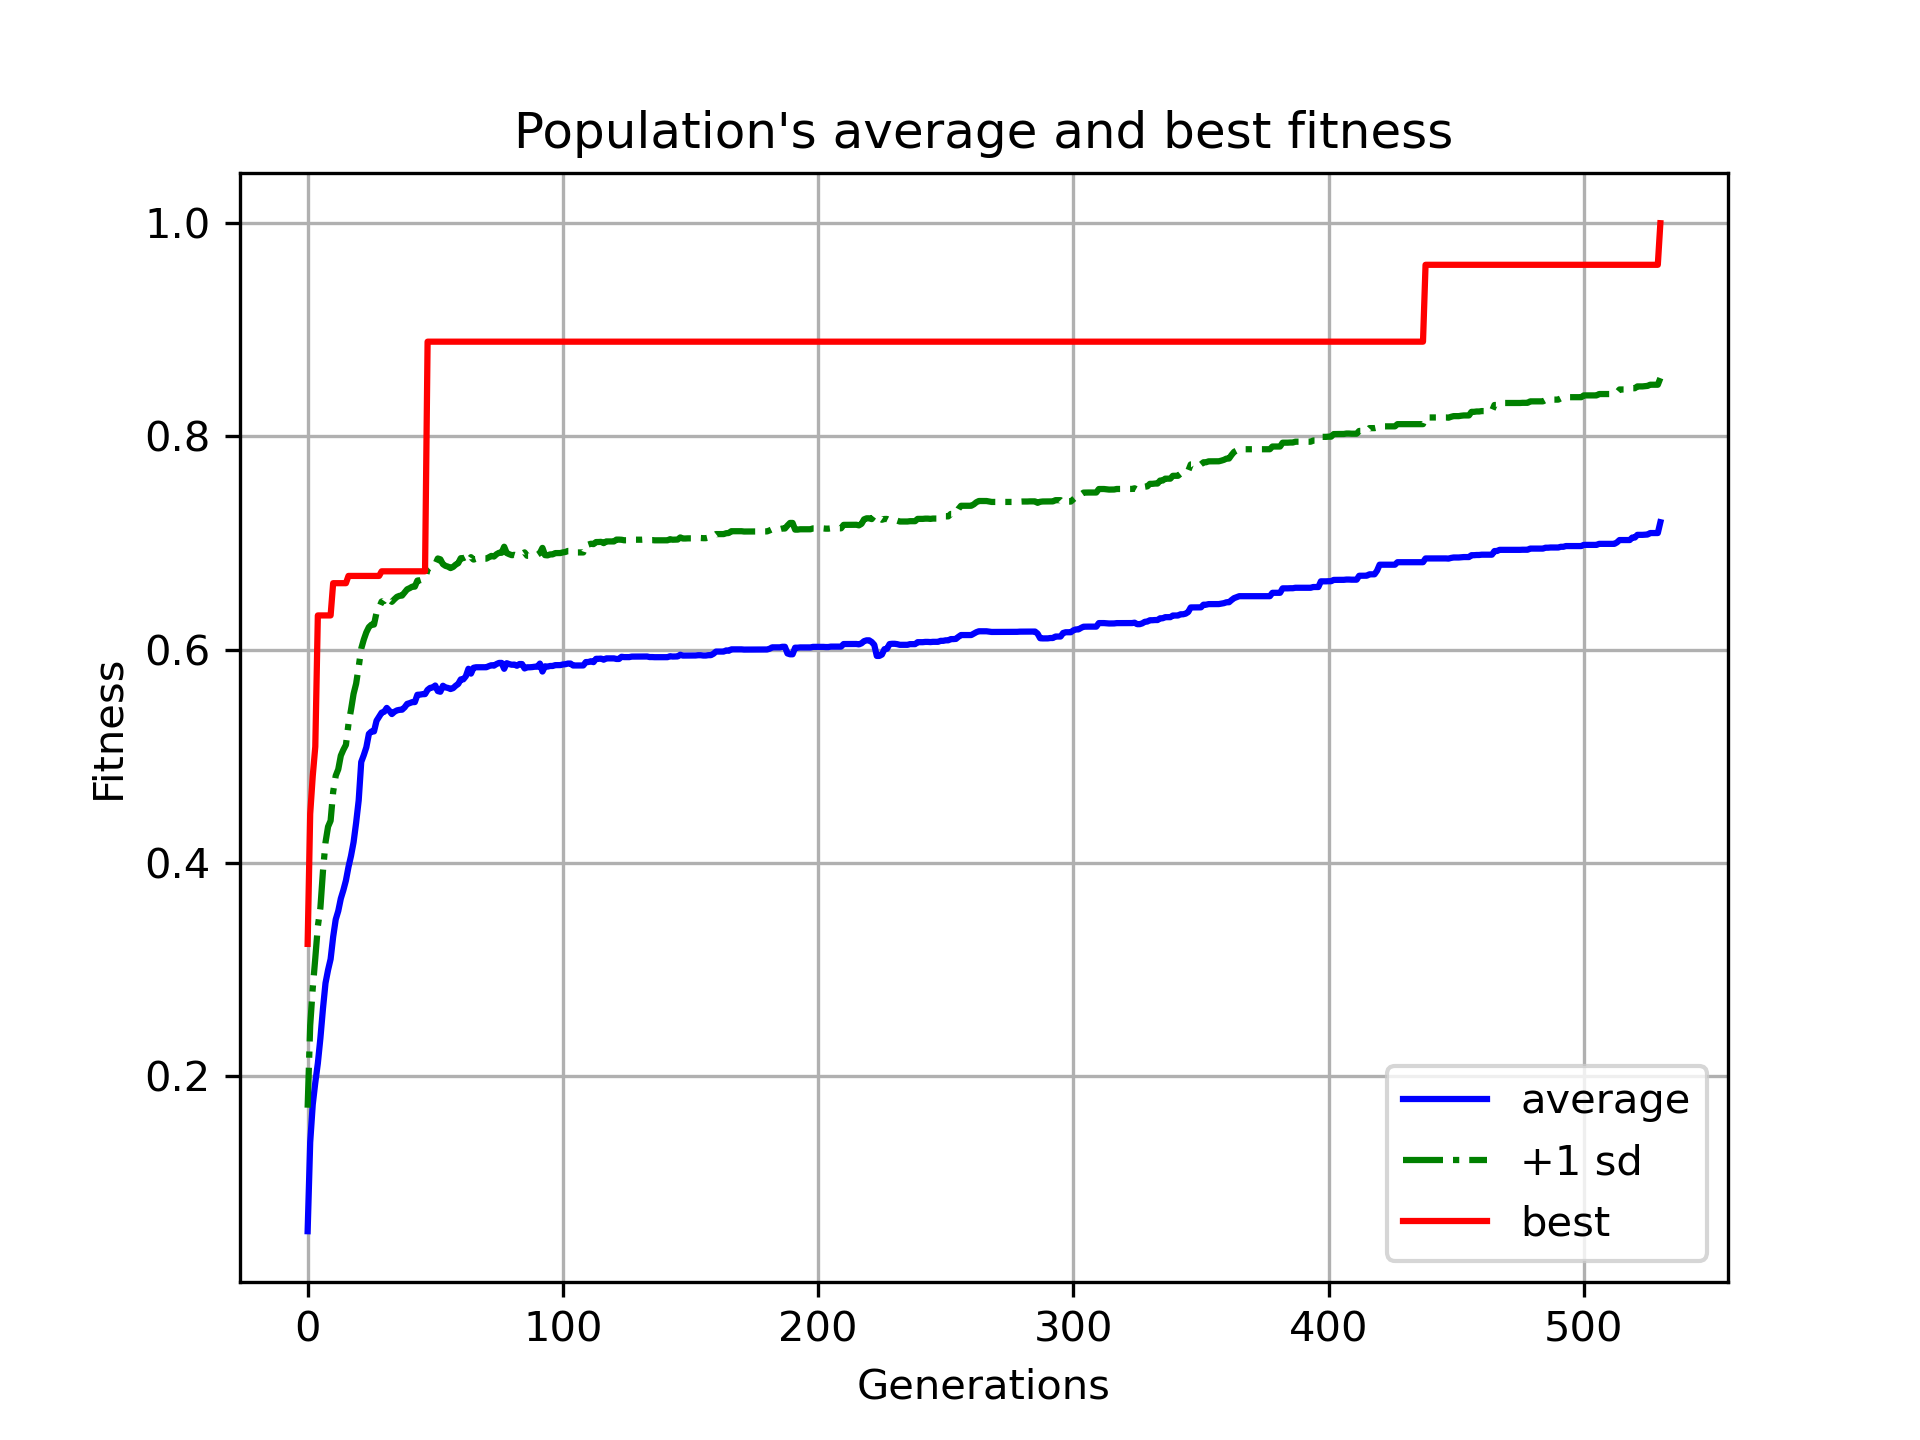 Population's average and best fitness
1.0
0.8
0.6
0.4
0.2
Fitness
0 100 200 300 400 500
Generations
average
+1 sd
best